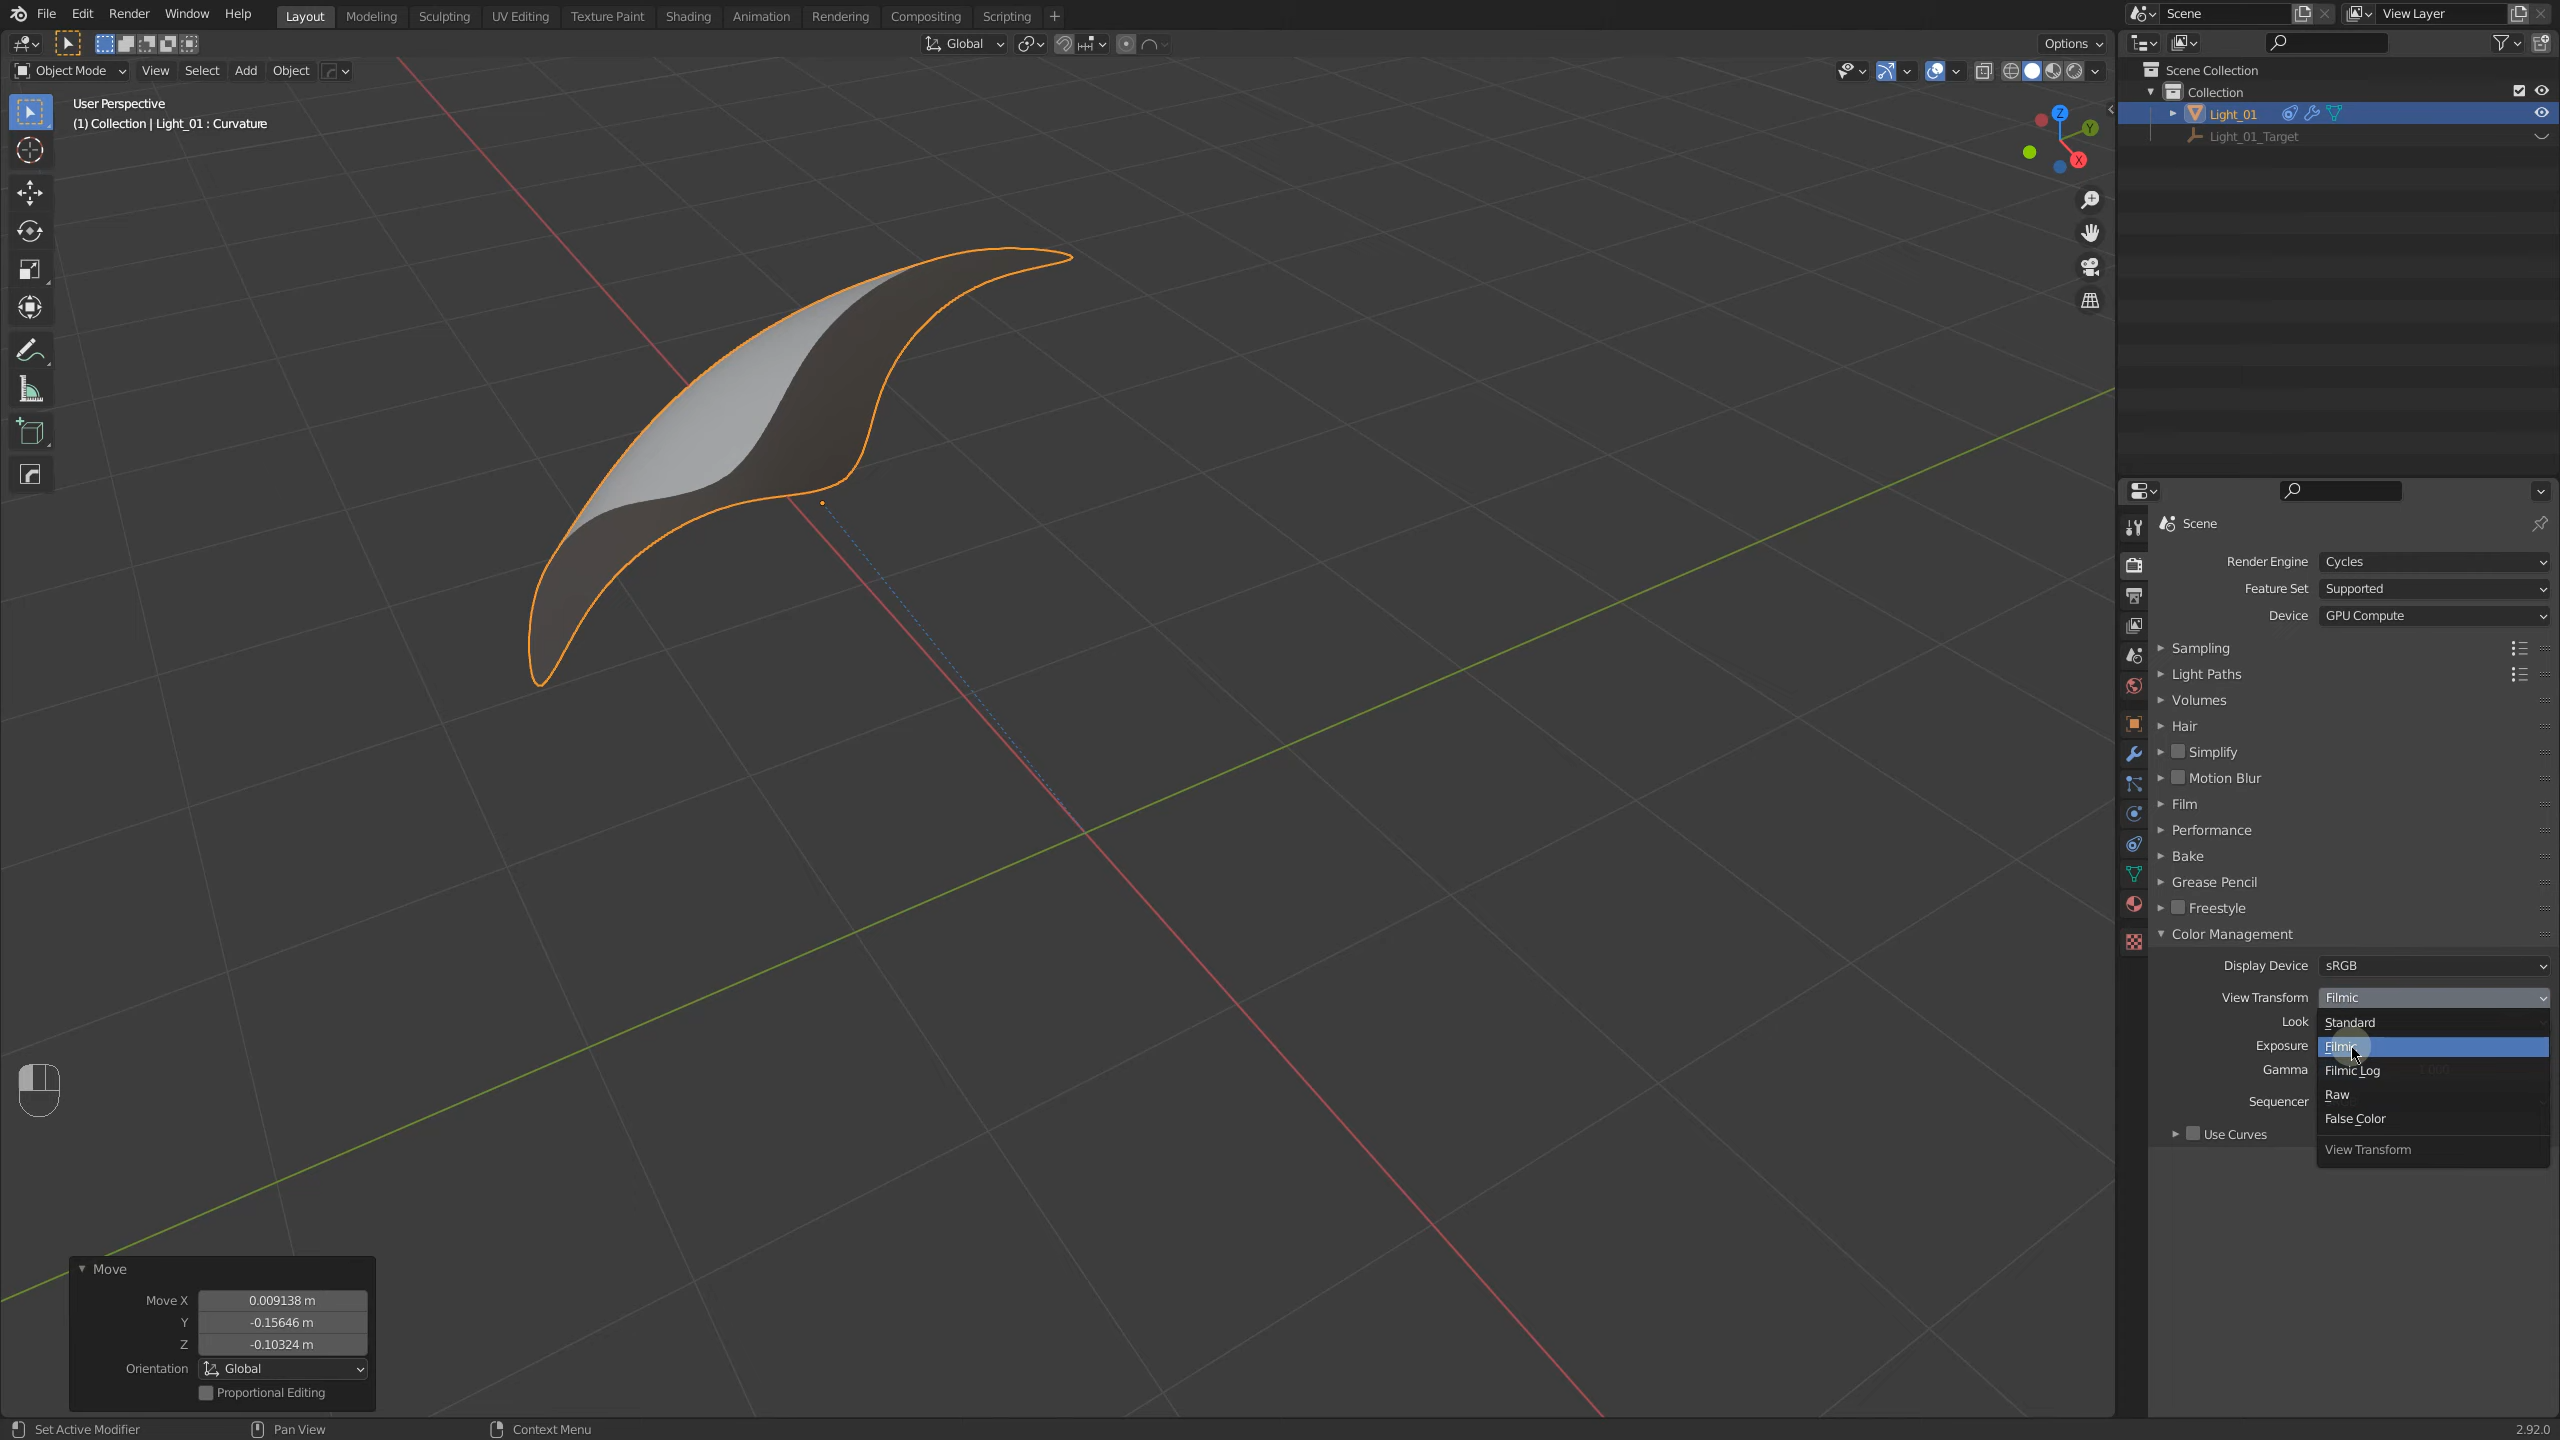 File Edit Render Window Help Layout Modeling Sculpting UV Editing Texture Paint Shading Animation Rendering Compositing Scripting + Scene View Layer
Global Options
Object Mode View Select Add Object
User Perspective
(1) Collection | Light_01 : Curvature
Z
Y
X
Scene Collection
Collection
Light_01
Light_01_Target
Scene
Render Engine Cycles
Feature Set Supported
Device GPU Compute
Sampling
Light Paths
Volumes
Hair
Simplify
Motion Blur
Film
Performance
Bake
Grease Pencil
Freestyle
Color Management
Display Device sRGB
View Transform Filmic
Look Standard
Exposure Filmic
Gamma Filmic Log
Raw
Sequencer
False Color
Use Curves
View Transform
Move
Move X 0.009138 m
Y -0.15646 m
Z -0.10324 m
Orientation Global
Proportional Editing
Set Active Modifier Pan View Context Menu 2.92.0